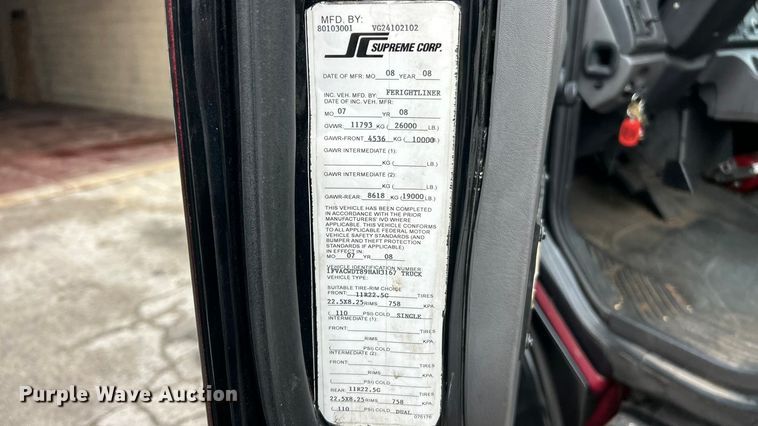 MFD. BY:
80103001 VG24102102
SUPREME CORP.
DATE OF MFR: MO 08 YEAR 08
INC. VEH. MFD. BY: FERIGHTLINER
DATE OF INC. VEH. MFR:
MO 07 YR 08
GVWR: 11793 KG ( 26000 LB.)
GAWR-FRONT: 4536 KG ( 10000 LB.)
GAWR INTERMEDIATE (1):
KG ( LB.)
GAWR INTERMEDIATE (2):
KG ( LB.)
GAWR-REAR: 8618 KG ( 19000 LB.)
THIS VEHICLE HAS BEEN COMPLETED
IN ACCORDANCE WITH THE PRIOR
MANUFACTURERS' IVD WHERE
APPLICABLE. THIS VEHICLE CONFORMS
TO ALL APPLICABLE FEDERAL MOTOR
VEHICLE SAFETY STANDARDS (AND
BUMPER AND THEFT PROTECTION
STANDARDS IF APPLICABLE)
IN EFFECT IN:
MO 07 YR 08
VEHICLE IDENTIFICATION NUMBER
TRUCK
VEHICLE TYPE:
SUITABLE TIRE-RIM CHOICE
FRONT: 11R22.5G TIRES
22.5X8.25 RIMS 758 KPA
( 110 PSI) COLD SINGLE
INTERMEDIATE (1):
FRONT: TIRES
RIMS KPA
( PSI) COLD
INTERMEDIATE (2):
FRONT: TIRES
RIMS KPA
( PSI) COLD
REAR: 11R22.5G TIRES
22.5X8.25 RIMS 758 KPA
( 110 PSI) COLD DUAL
Purple Wave Auction